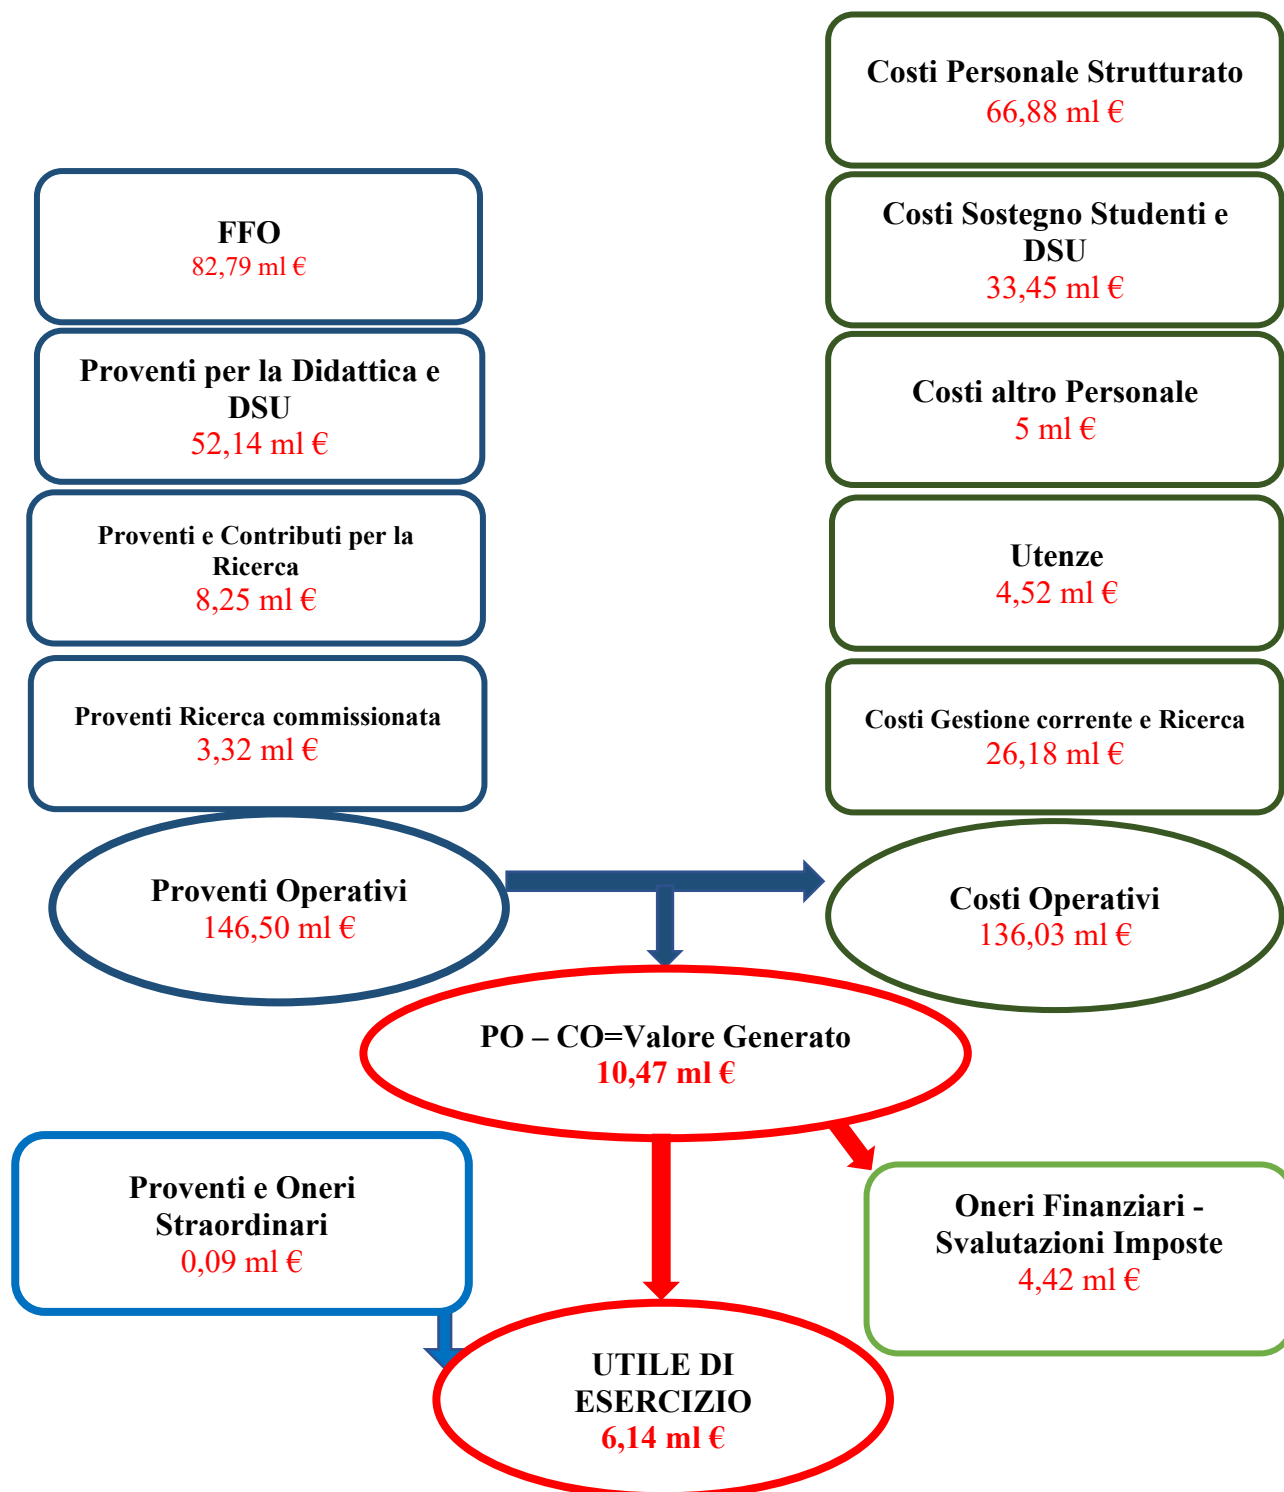 Costi Personale Strutturato
66,88 ml €
FFO
82,79 ml €
Costi Sostegno Studenti e
DSU
33,45 ml €
Proventi per la Didattica e
DSU
52,14 ml €
Costi altro Personale
5 ml €
Proventi e Contributi per la
Ricerca
8,25 ml €
Utenze
4,52 ml €
Proventi Ricerca commissionata
3,32 ml €
Costi Gestione corrente e Ricerca
26,18 ml €
Proventi Operativi
146,50 ml €
Costi Operativi
136,03 ml €
PO – CO=Valore Generato
10,47 ml €
Proventi e Oneri
Straordinari
0,09 ml €
Oneri Finanziari -
Svalutazioni Imposte
4,42 ml €
UTILE DI
ESERCIZIO
6,14 ml €